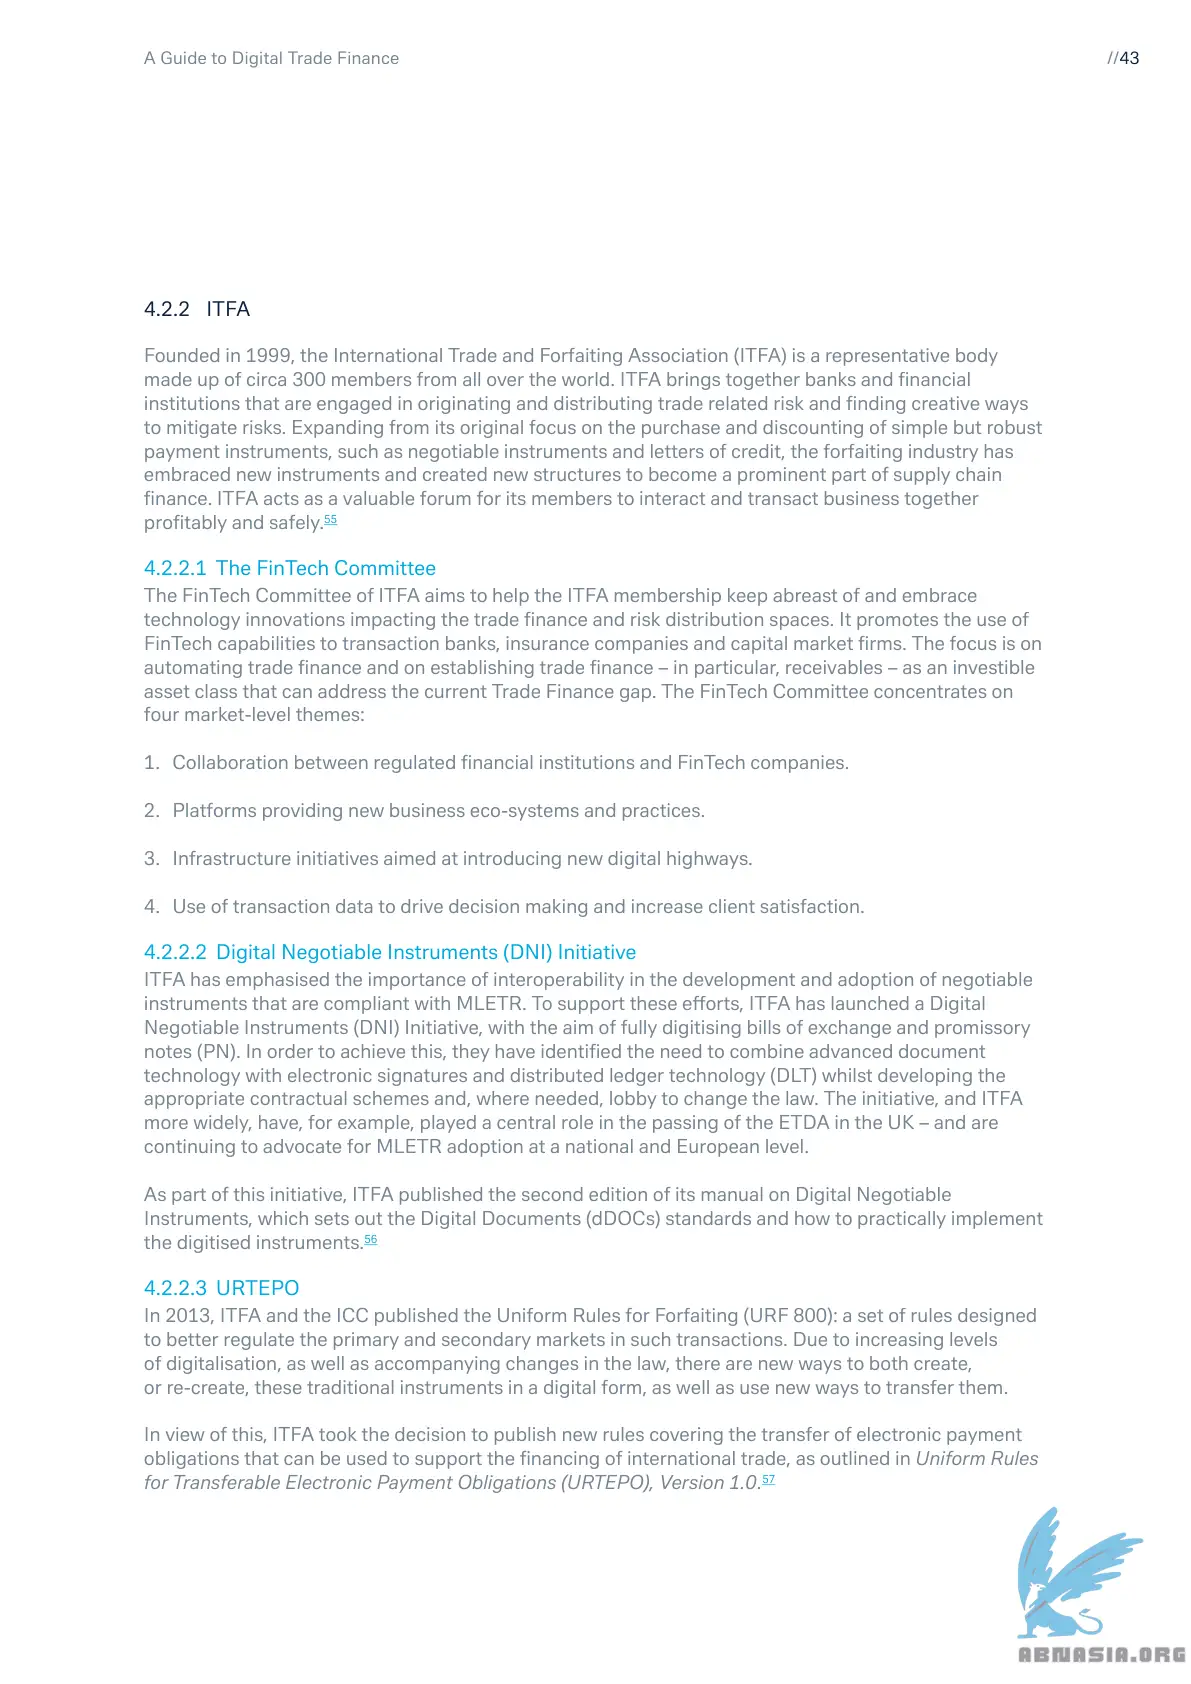 A Guide to Digital Trade Finance
//43
4.2.2 ITFA
Founded in 1999, the International Trade and Forfaiting Association (ITFA) is a representative body
made up of circa 300 members from all over the world. ITFA brings together banks and financial
institutions that are engaged in originating and distributing trade related risk and finding creative ways
to mitigate risks. Expanding from its original focus on the purchase and discounting of simple but robust
payment instruments, such as negotiable instruments and letters of credit, the forfaiting industry has
embraced new instruments and created new structures to become a prominent part of supply chain
finance. ITFA acts as a valuable forum for its members to interact and transact business together
profitably and safely.55
4.2.2.1 The FinTech Committee
The FinTech Committee of ITFA aims to help the ITFA membership keep abreast of and embrace
technology innovations impacting the trade finance and risk distribution spaces. It promotes the use of
FinTech capabilities to transaction banks, insurance companies and capital market firms. The focus is on
automating trade finance and on establishing trade finance – in particular, receivables – as an investible
asset class that can address the current Trade Finance gap. The FinTech Committee concentrates on
four market-level themes:
1. Collaboration between regulated financial institutions and FinTech companies.
2. Platforms providing new business eco-systems and practices.
3. Infrastructure initiatives aimed at introducing new digital highways.
4. Use of transaction data to drive decision making and increase client satisfaction.
4.2.2.2 Digital Negotiable Instruments (DNI) Initiative
ITFA has emphasised the importance of interoperability in the development and adoption of negotiable
instruments that are compliant with MLETR. To support these efforts, ITFA has launched a Digital
Negotiable Instruments (DNI) Initiative, with the aim of fully digitising bills of exchange and promissory
notes (PN). In order to achieve this, they have identified the need to combine advanced document
technology with electronic signatures and distributed ledger technology (DLT) whilst developing the
appropriate contractual schemes and, where needed, lobby to change the law. The initiative, and ITFA
more widely, have, for example, played a central role in the passing of the ETDA in the UK – and are
continuing to advocate for MLETR adoption at a national and European level.
As part of this initiative, ITFA published the second edition of its manual on Digital Negotiable
Instruments, which sets out the Digital Documents (dDOCs) standards and how to practically implement
the digitised instruments.56
4.2.2.3 URTEPO
In 2013, ITFA and the ICC published the Uniform Rules for Forfaiting (URF 800): a set of rules designed
to better regulate the primary and secondary markets in such transactions. Due to increasing levels
of digitalisation, as well as accompanying changes in the law, there are new ways to both create,
or re-create, these traditional instruments in a digital form, as well as use new ways to transfer them.
In view of this, ITFA took the decision to publish new rules covering the transfer of electronic payment
obligations that can be used to support the financing of international trade, as outlined in Uniform Rules
for Transferable Electronic Payment Obligations (URTEPO), Version 1.0.57
ABNASIA.ORG